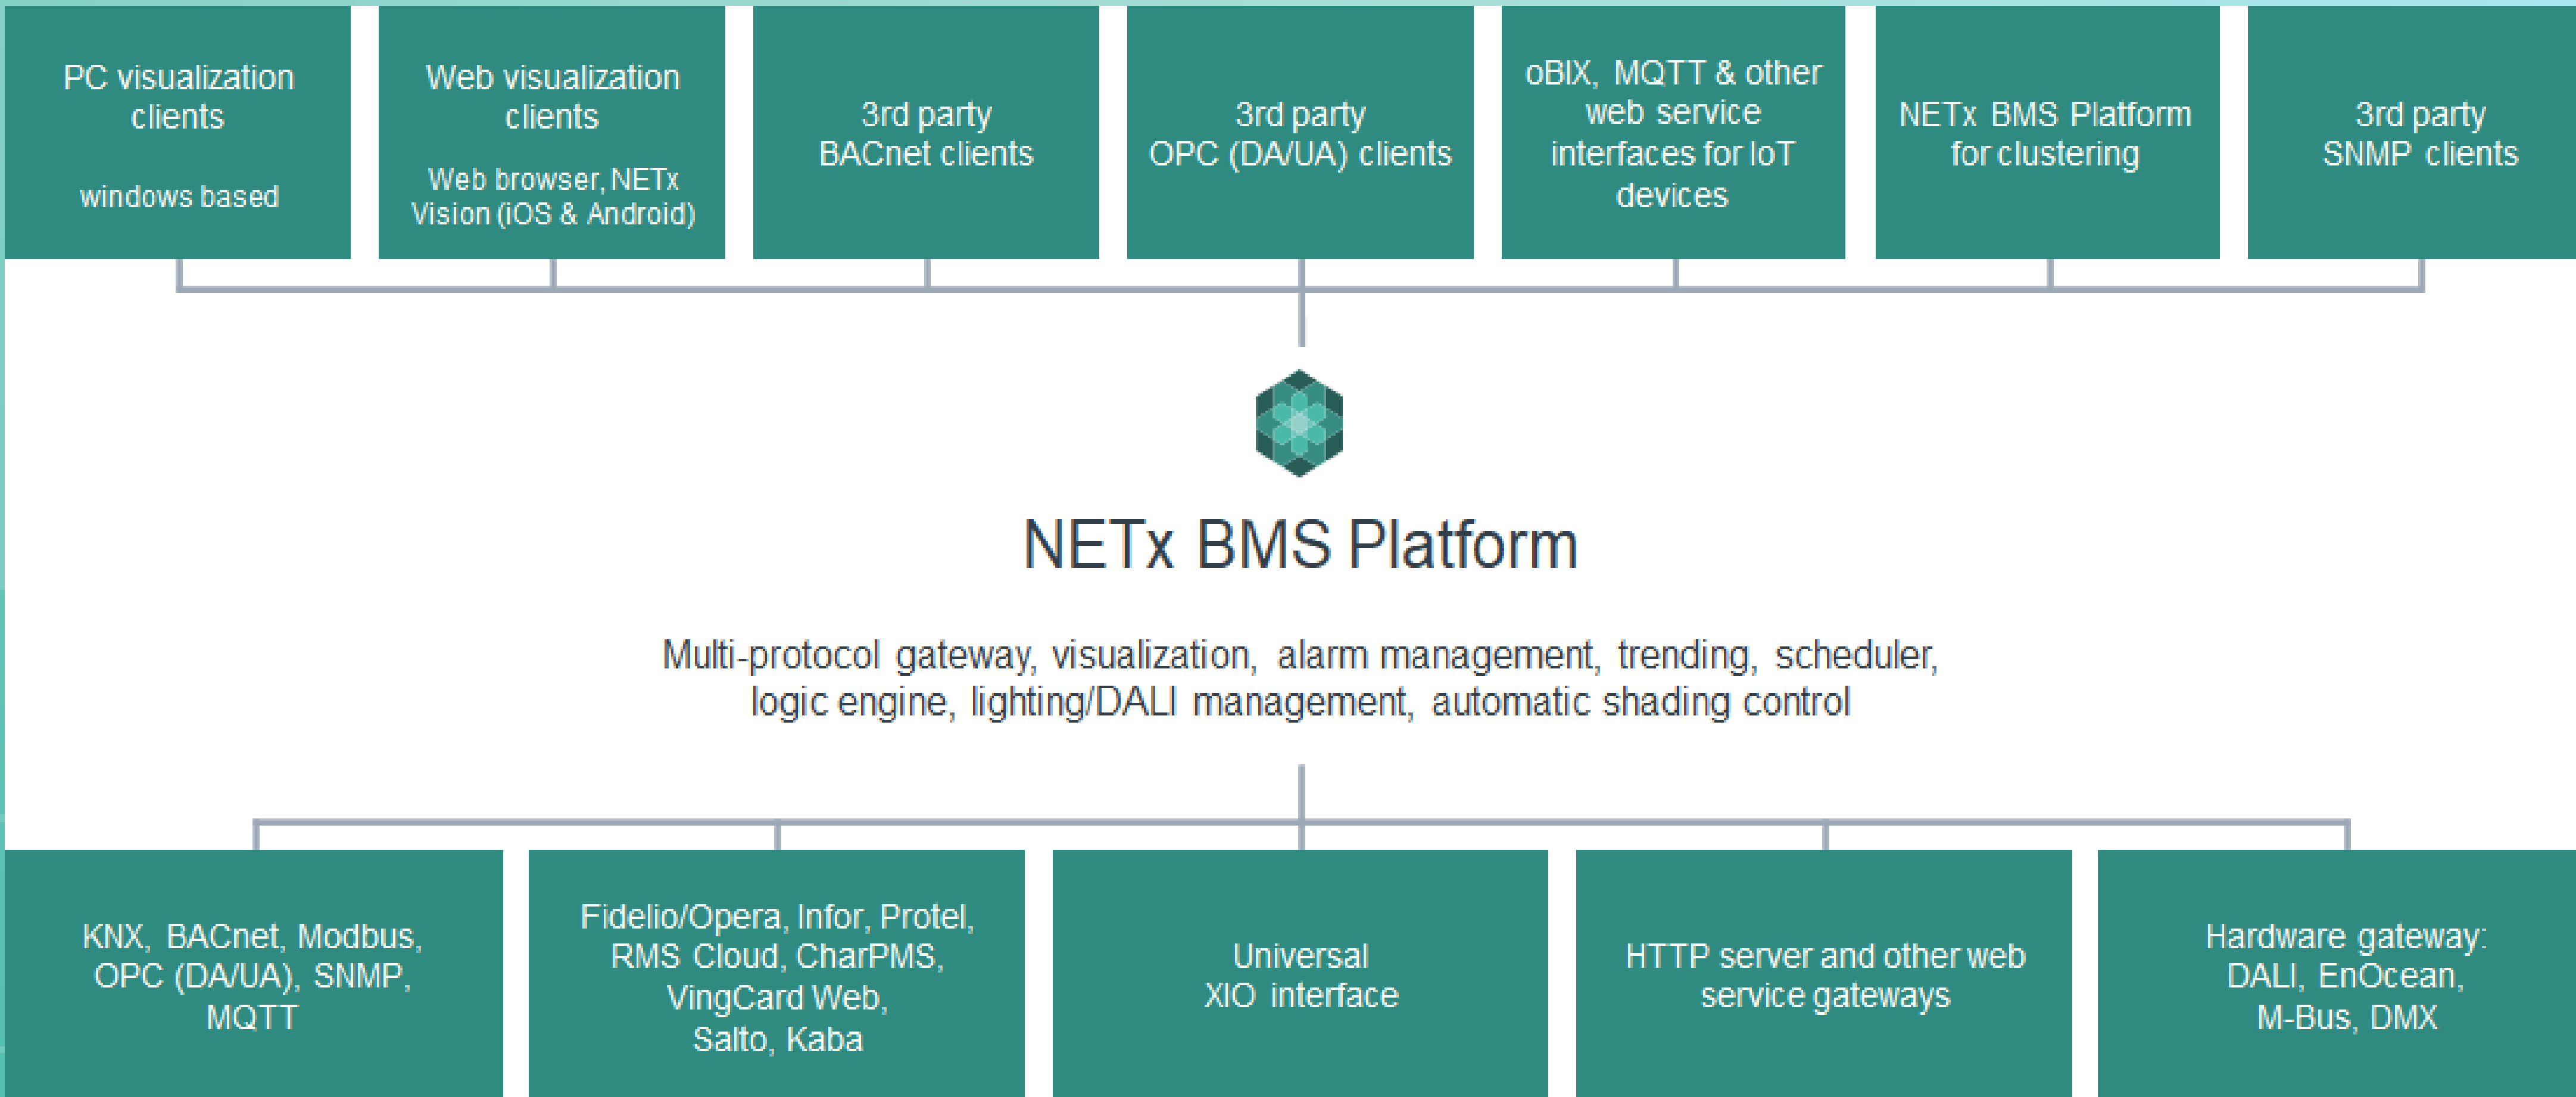 PC visualization
clients
windows based
Web visualization
clients
Web browser, NETx
Vision (iOS & Android)
3rd party
BACnet clients
3rd party
OPC (DA/UA) clients
oBIX, MQTT & other
web service
interfaces for IoT
devices
NETx BMS Platform
for clustering
3rd party
SNMP clients
NETx BMS Platform
Multi-protocol gateway, visualization, alarm management, trending, scheduler,
logic engine, lighting/DALI management, automatic shading control
KNX, BACnet, Modbus,
OPC (DA/UA), SNMP,
MQTT
Fidelio/Opera, Infor, Protel,
RMS Cloud, CharPMS,
VingCard Web,
Salto, Kaba
Universal
XIO interface
HTTP server and other web
service gateways
Hardware gateway:
DALI, EnOcean,
M-Bus, DMX